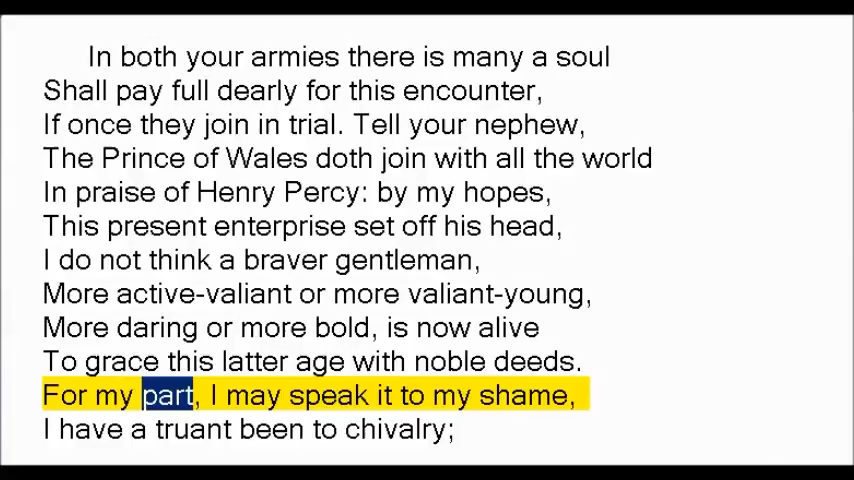 In both your armies there is many a soul
Shall pay full dearly for this encounter,
If once they join in trial. Tell your nephew,
The Prince of Wales doth join with all the world
In praise of Henry Percy: by my hopes,
This present enterprise set off his head,
I do not think a braver gentleman,
More active-valiant or more valiant-young,
More daring or more bold, is now alive
To grace this latter age with noble deeds.
For my part, I may speak it to my shame,
I have a truant been to chivalry;